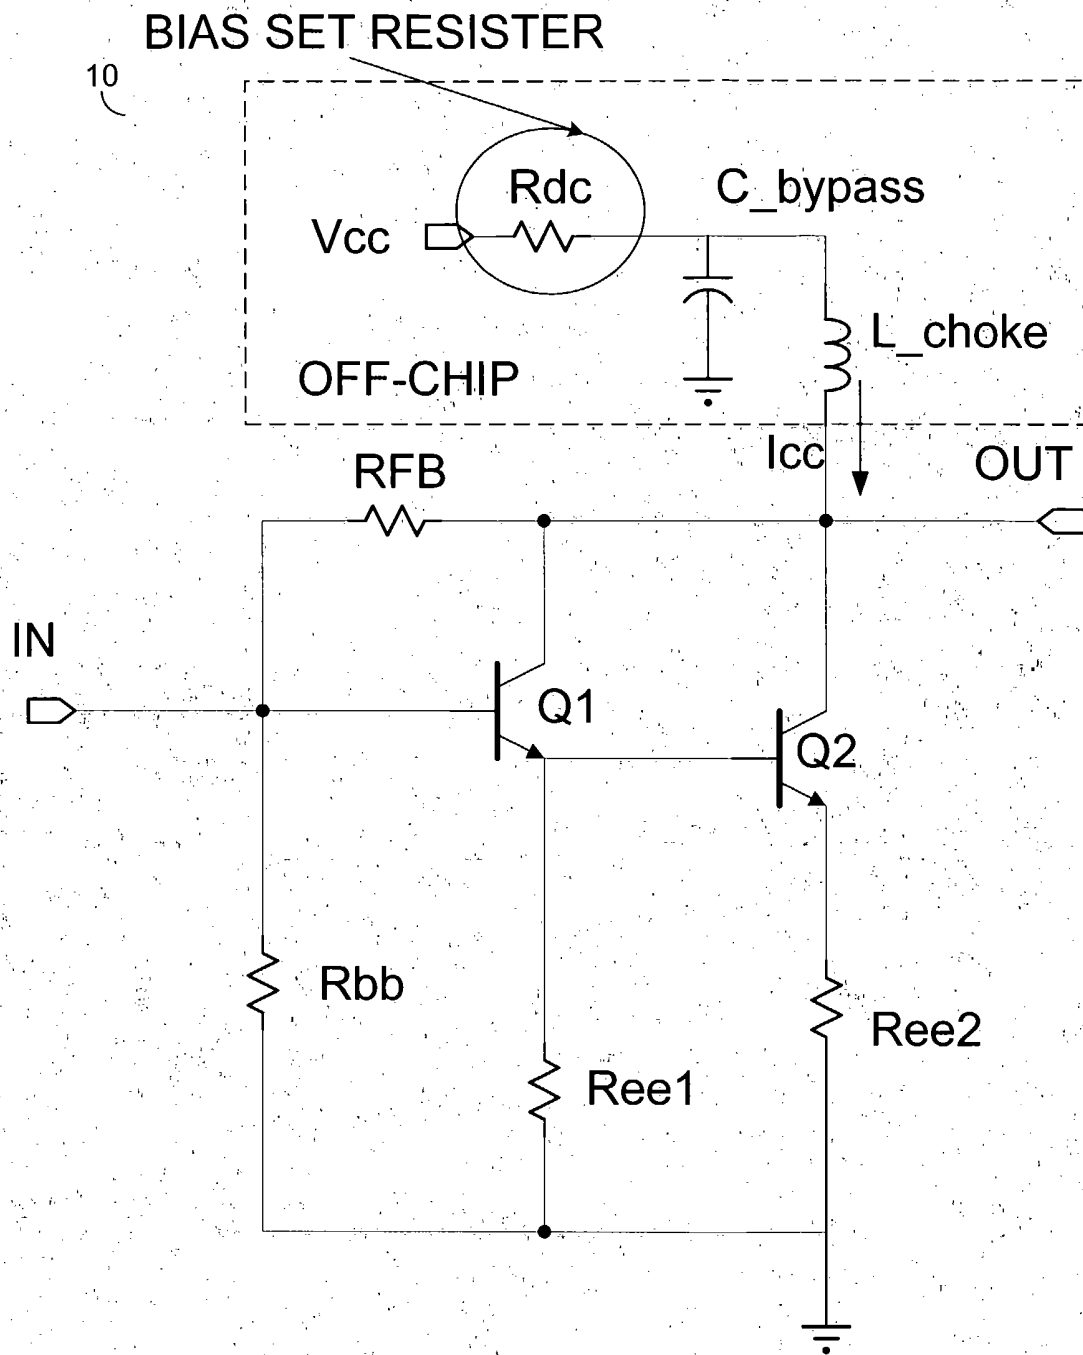 BIAS SET RESISTER
10
Rdc
C_bypass
Vcc
L_choke
OFF-CHIP
Icc
OUT
RFB
IN
Q1
Q2
Rbb
Ree2
Ree1